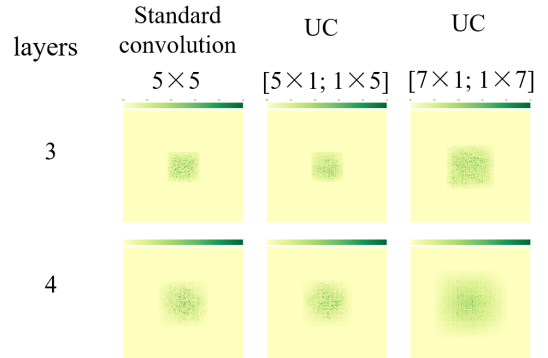 layers
Standard
convolution
5×5
UC
[5×1; 1×5]
UC
[7×1; 1×7]
3
4